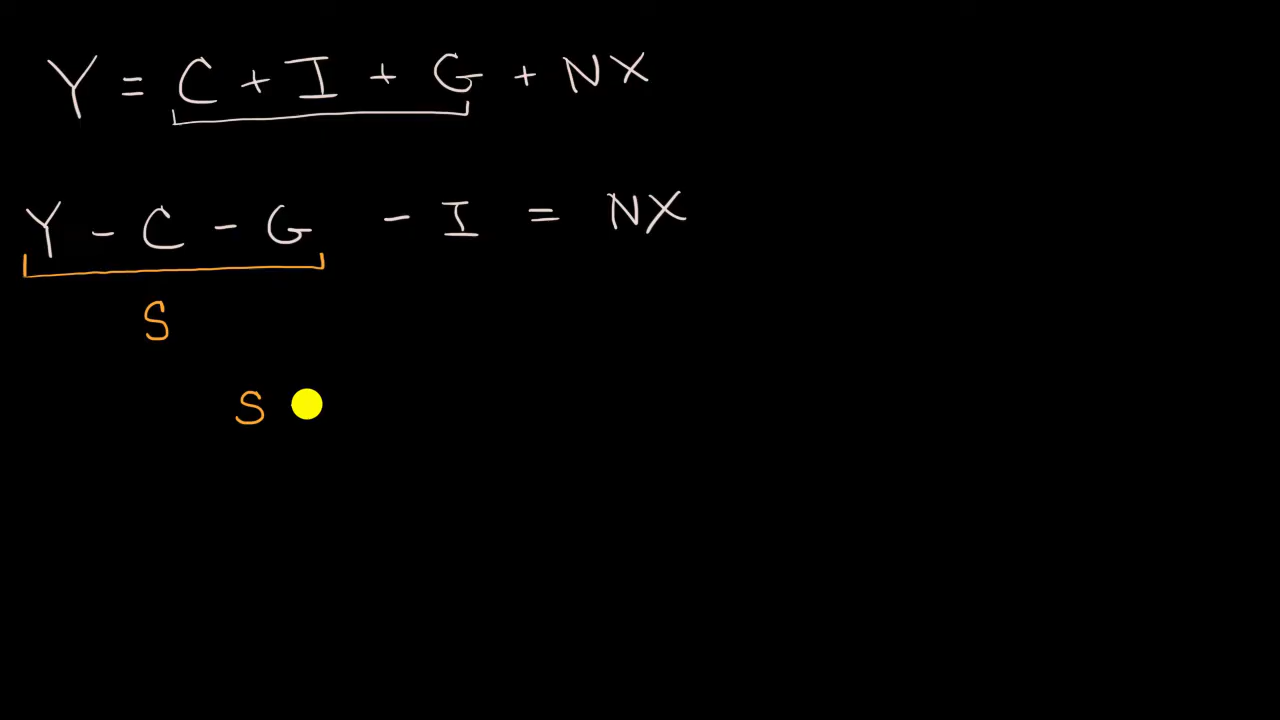 Y = C + I + G + NX
Y - C - G - I = NX
S
S